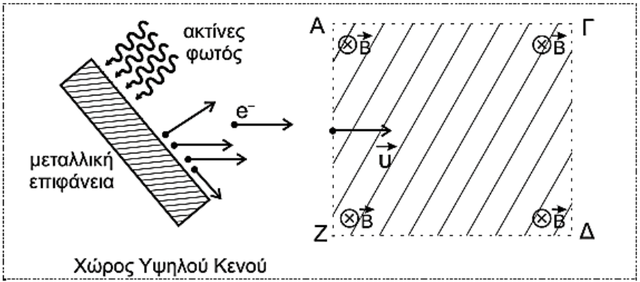 ακτίνες
φωτός
e⁻
μεταλλική
επιφάνεια
Χώρος Υψηλού Κενού
Α
Γ
B
B
u
B
B
Ζ
Δ